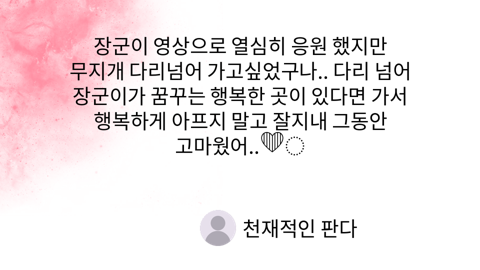 장군이 영상으로 열심히 응원 했지만
무지개 다리넘어 가고싶었구나.. 다리 넘어
장군이가 꿈꾸는 행복한 곳이 있다면 가서
행복하게 아프지 말고 잘지내 그동안
고마웠어..
천재적인 판다